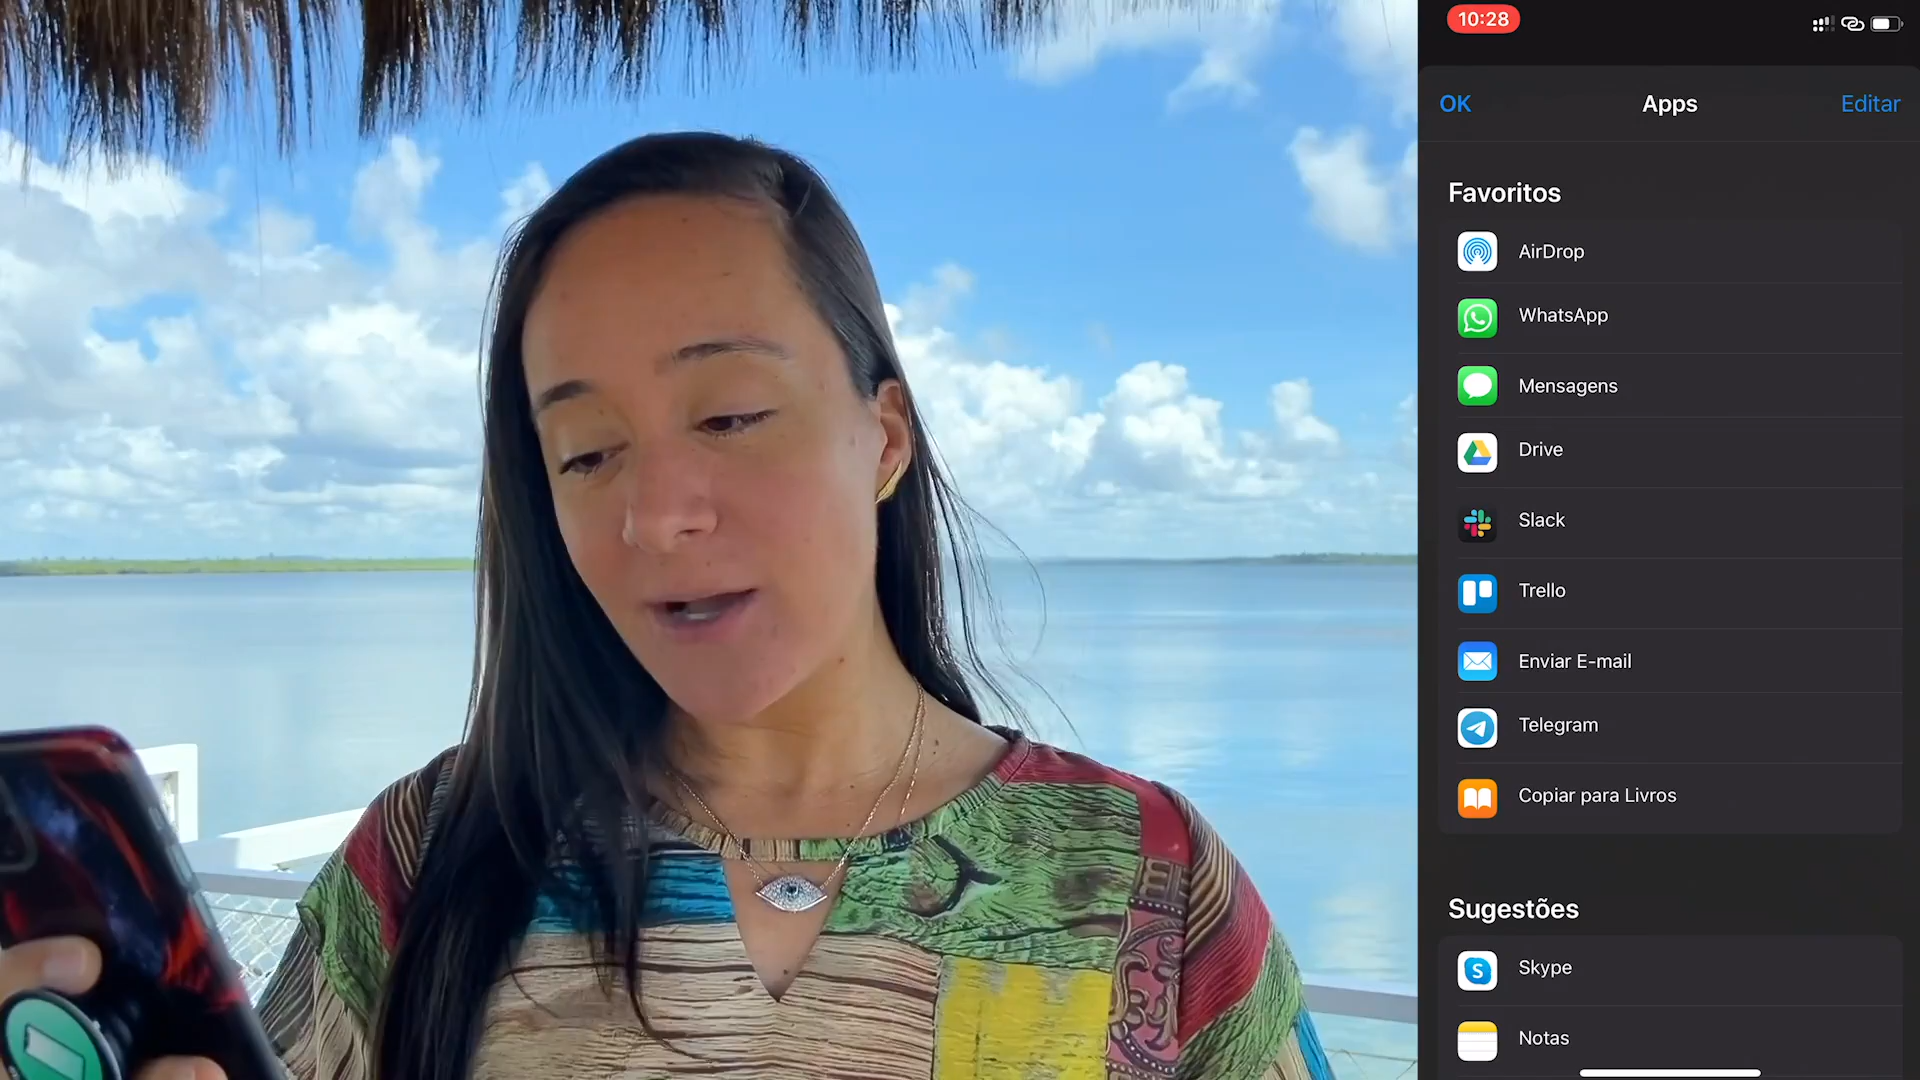 10:28
OK
Apps
Editar
Favoritos
AirDrop
WhatsApp
Mensagens
Drive
Slack
Trello
Enviar E-mail
Telegram
Copiar para Livros
Sugestões
Skype
Notas